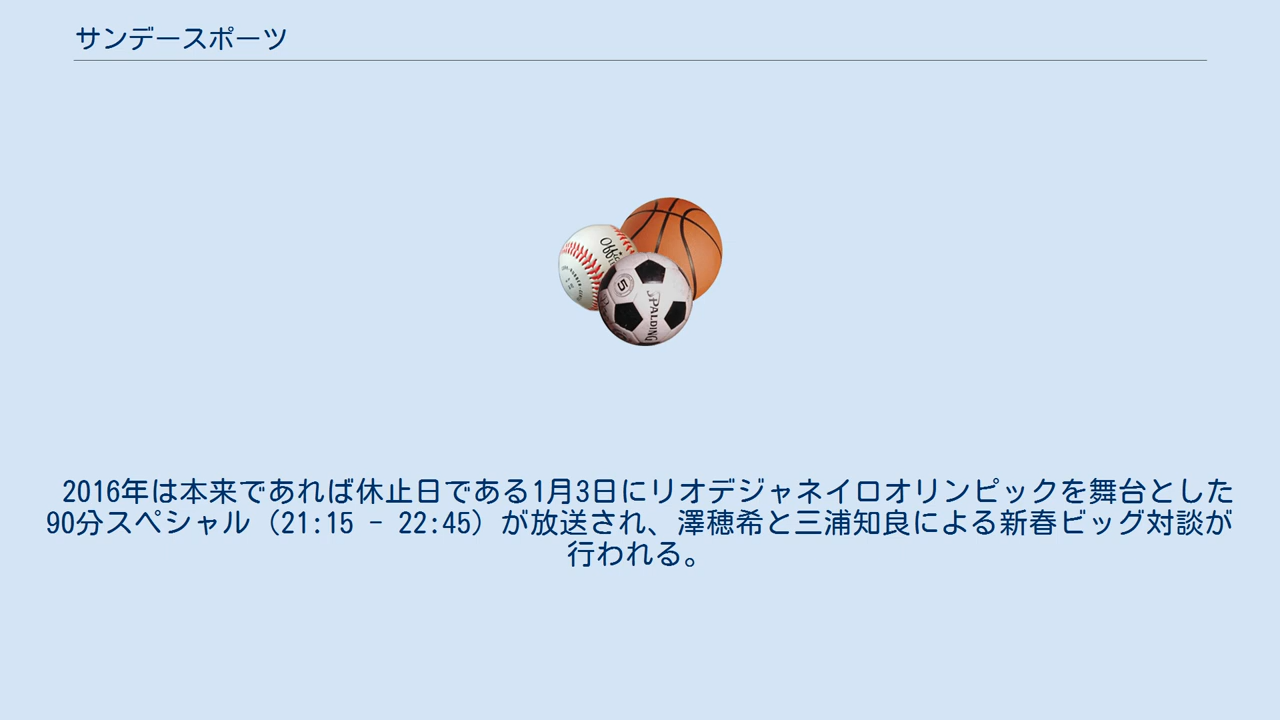 サンデースポーツ
Offic
5
SPALDING
2016年は本来であれば休止日である1月3日にリオデジャネイロオリンピックを舞台とした
90分スペシャル（21:15 - 22:45）が放送され、澤穂希と三浦知良による新春ビッグ対談が
行われる。